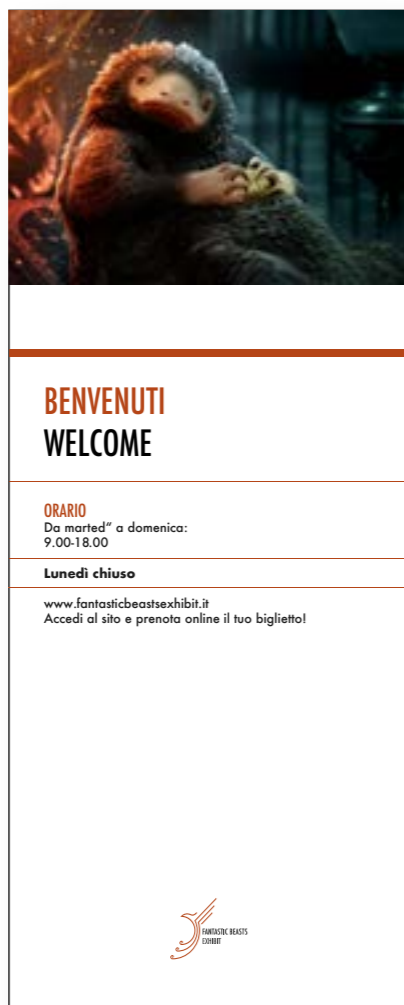 BENVENUTI
WELCOME
ORARIO
Da marted“ a domenica:
9.00-18.00
Lunedì chiuso
www.fantasticbeastsexhibit.it
Accedi al sito e prenota online il tuo biglietto!
FANTASTIC BEASTS
EXHIBIT